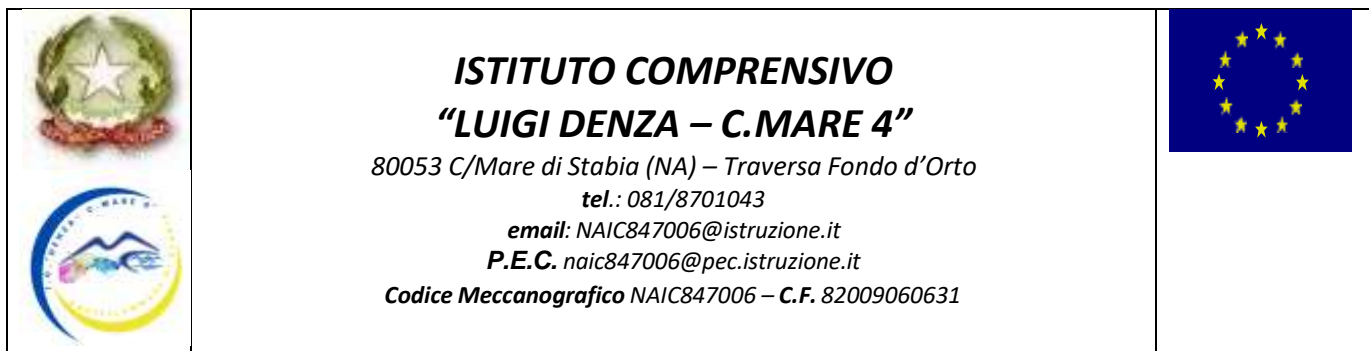 ISTITUTO COMPRENSIVO
“LUIGI DENZA – C.MARE 4”
80053 C/Mare di Stabia (NA) – Traversa Fondo d’Orto
tel.: 081/8701043
email: NAIC847006@istruzione.it
P.E.C. naic847006@pec.istruzione.it
Codice Meccanografico NAIC847006 – C.F. 82009060631